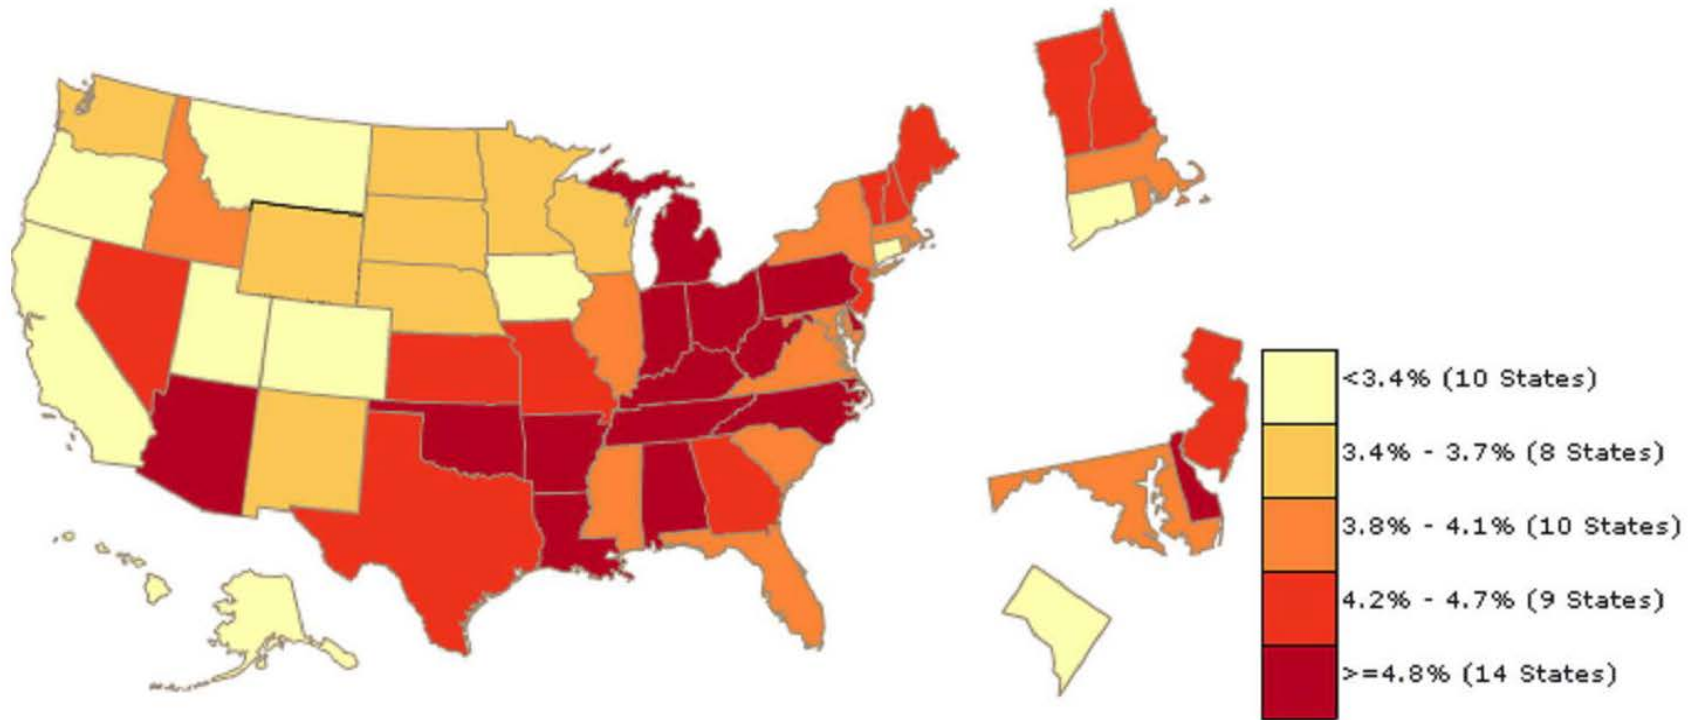 <3.4% (10 States)
3.4% - 3.7% (8 States)
3.8% - 4.1% (10 States)
4.2% - 4.7% (9 States)
>=4.8% (14 States)